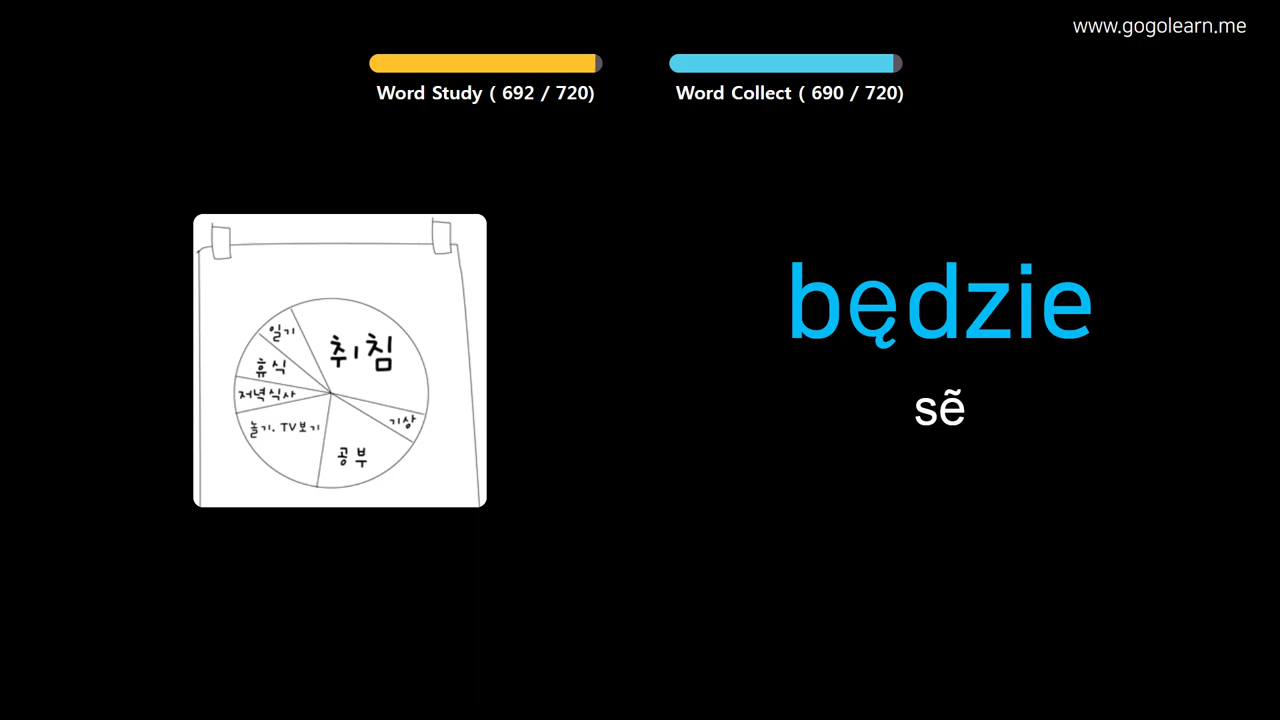 www.gogolearn.me
Word Study ( 692 / 720)
Word Collect ( 690 / 720)
일기
취침
휴식
저녁식사
놀기. TV보기
기상
공부
będzie
sẽ